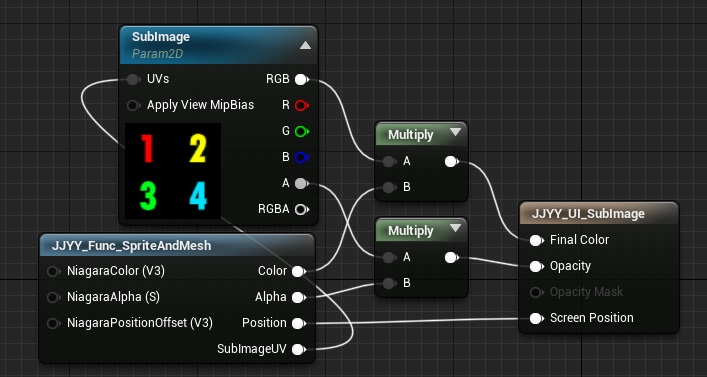 SubImage
Param2D
UVs
RGB
Apply View MipBias
R
G
B
A
RGBA
1 2
3 4
Multiply
A
B
Multiply
A
B
JJYY_Func_SpriteAndMesh
NiagaraColor (V3)
Color
NiagaraAlpha (S)
Alpha
NiagaraPositionOffset (V3)
Position
SubImageUV
JJYY_UI_SubImage
Final Color
Opacity
Opacity Mask
Screen Position